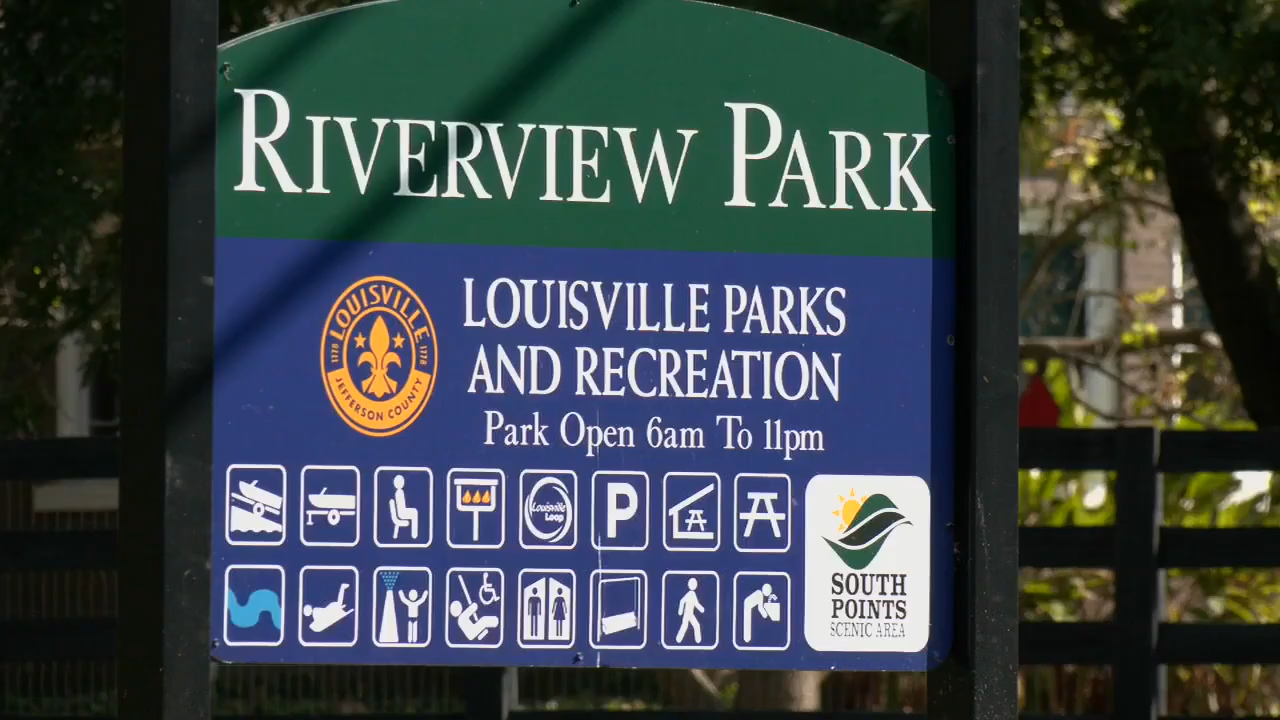 RIVERVIEW PARK
LOUISVILLE
1778 1778
JEFFERSON COUNTY
LOUISVILLE PARKS
AND RECREATION
Park Open 6am To 11pm
Louisville
Loop
P
SOUTH
POINTS
SCENIC AREA